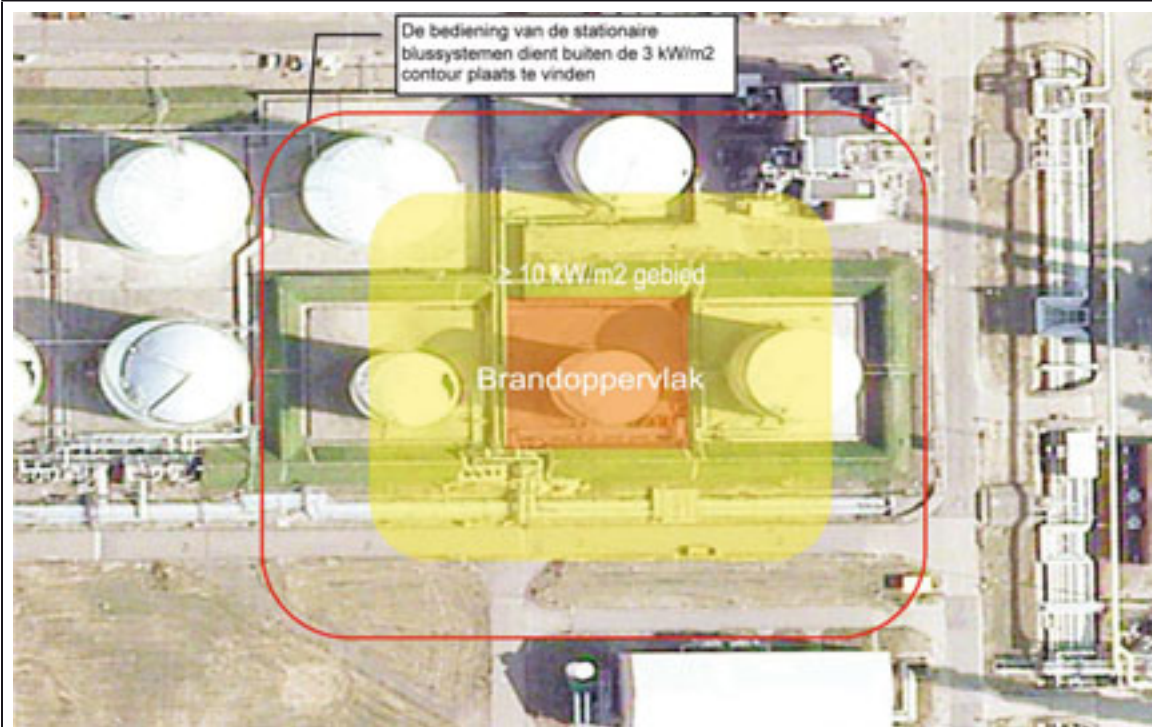 De bediening van de stationaire
blussystemen dient buiten de 3 kW/m2
contour plaats te vinden
≥ 10 kW/m2 gebied
Brandoppervlak